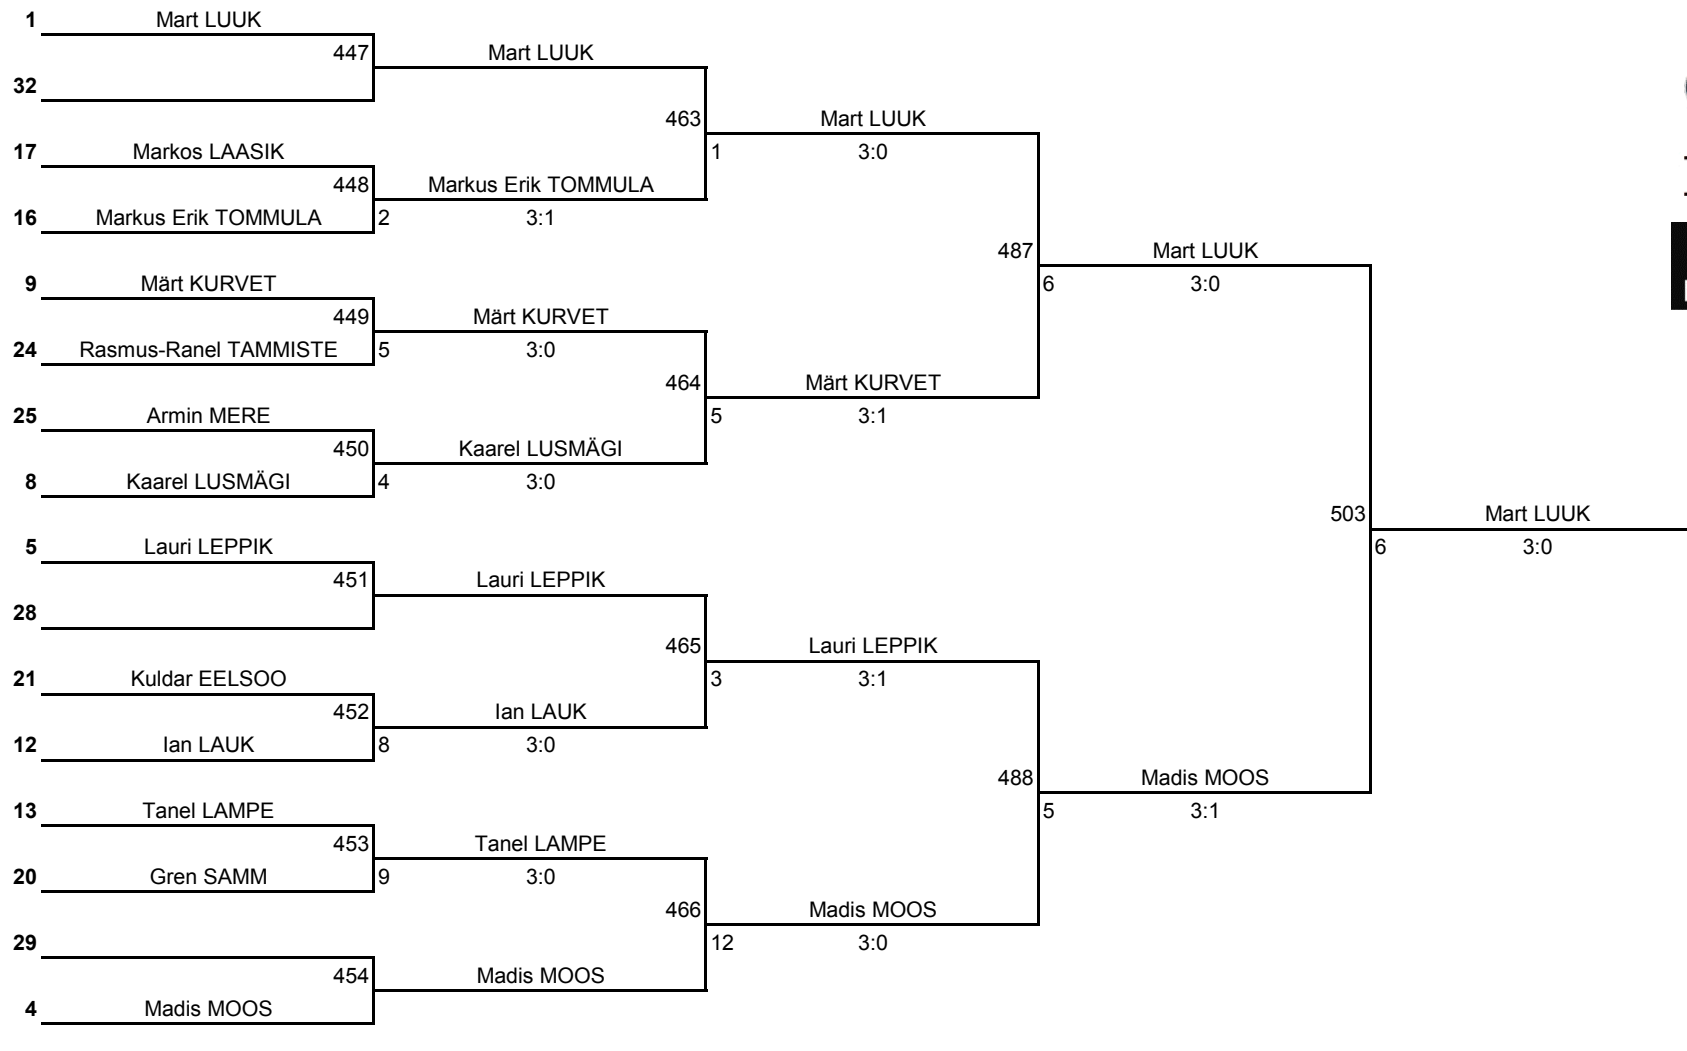 1 Mart LUUK
447 Mart LUUK
32
463 Mart LUUK
17 Markos LAASIK 1 3:0
448 Markus Erik TOMMULA
16 Markus Erik TOMMULA 2 3:1
487 Mart LUUK
9 Märt KURVET 6 3:0
449 Märt KURVET
24 Rasmus-Ranel TAMMISTE 5 3:0
464 Märt KURVET
25 Armin MERE 5 3:1
450 Kaarel LUSMÄGI
8 Kaarel LUSMÄGI 4 3:0
503 Mart LUUK
5 Lauri LEPPIK 6 3:0
451 Lauri LEPPIK
28
465 Lauri LEPPIK
21 Kuldar EELSOO 3 3:1
452 Ian LAUK
12 Ian LAUK 8 3:0
488 Madis MOOS
13 Tanel LAMPE 5 3:1
453 Tanel LAMPE
20 Gren SAMM 9 3:0
466 Madis MOOS
29 12 3:0
454 Madis MOOS
4 Madis MOOS